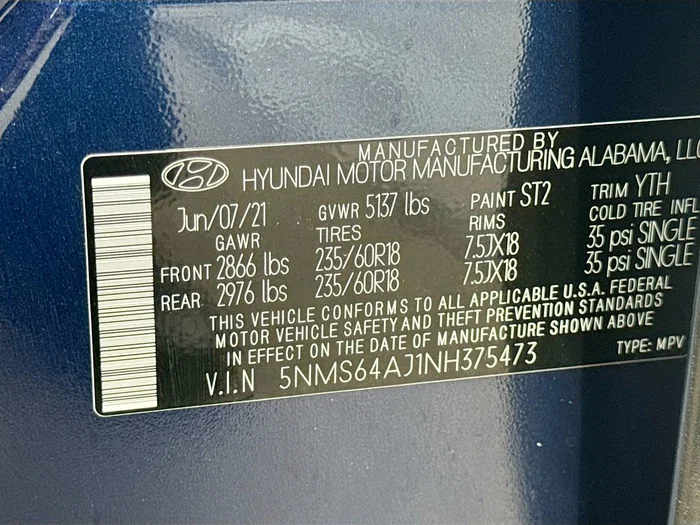 MANUFACTURED BY
HYUNDAI MOTOR MANUFACTURING ALABAMA, LLC
Jun/07/21 GVWR 5137 lbs PAINT ST2 TRIM YTH
GAWR TIRES RIMS COLD TIRE INFL
FRONT 2866 lbs 235/60R18 7.5JX18 35 psi SINGLE
REAR 2976 lbs 235/60R18 7.5JX18 35 psi SINGLE
THIS VEHICLE CONFORMS TO ALL APPLICABLE U.S.A. FEDERAL
MOTOR VEHICLE SAFETY AND THEFT PREVENTION STANDARDS
IN EFFECT ON THE DATE OF MANUFACTURE SHOWN ABOVE
V.I.N 5NMS64AJ1NH375473 TYPE: MPV